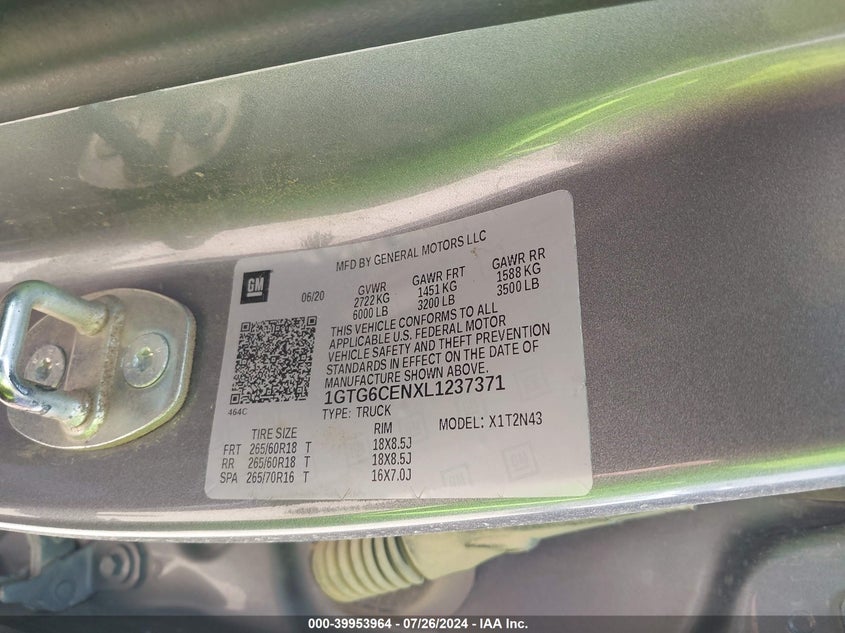 MFD BY GENERAL MOTORS LLC
GM
06/20
GVWR GAWR FRT GAWR RR
2722 KG 1451 KG 1588 KG
6000 LB 3200 LB 3500 LB
THIS VEHICLE CONFORMS TO ALL
APPLICABLE U.S. FEDERAL MOTOR
VEHICLE SAFETY AND THEFT PREVENTION
STANDARDS IN EFFECT ON THE DATE OF
MANUFACTURE SHOWN ABOVE.
1GTG6CENXL1237371
464C
TYPE: TRUCK MODEL: X1T2N43
TIRE SIZE RIM
FRT 265/60R18 T 18X8.5J
RR 265/60R18 T 18X8.5J
SPA 265/70R16 T 16X7.0J
000-39953964 / 07/26/2024 / IAA Inc.